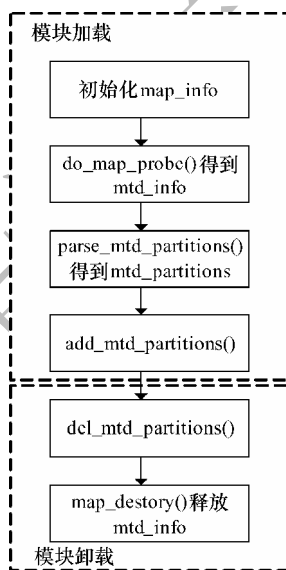 模块加载
初始化map_info
do_map_probe()得到
mtd_info
parse_mtd_partitions()
得到mtd_partitions
add_mtd_partitions()
del_mtd_partitions()
map_destory()释放
mtd_info
模块卸载